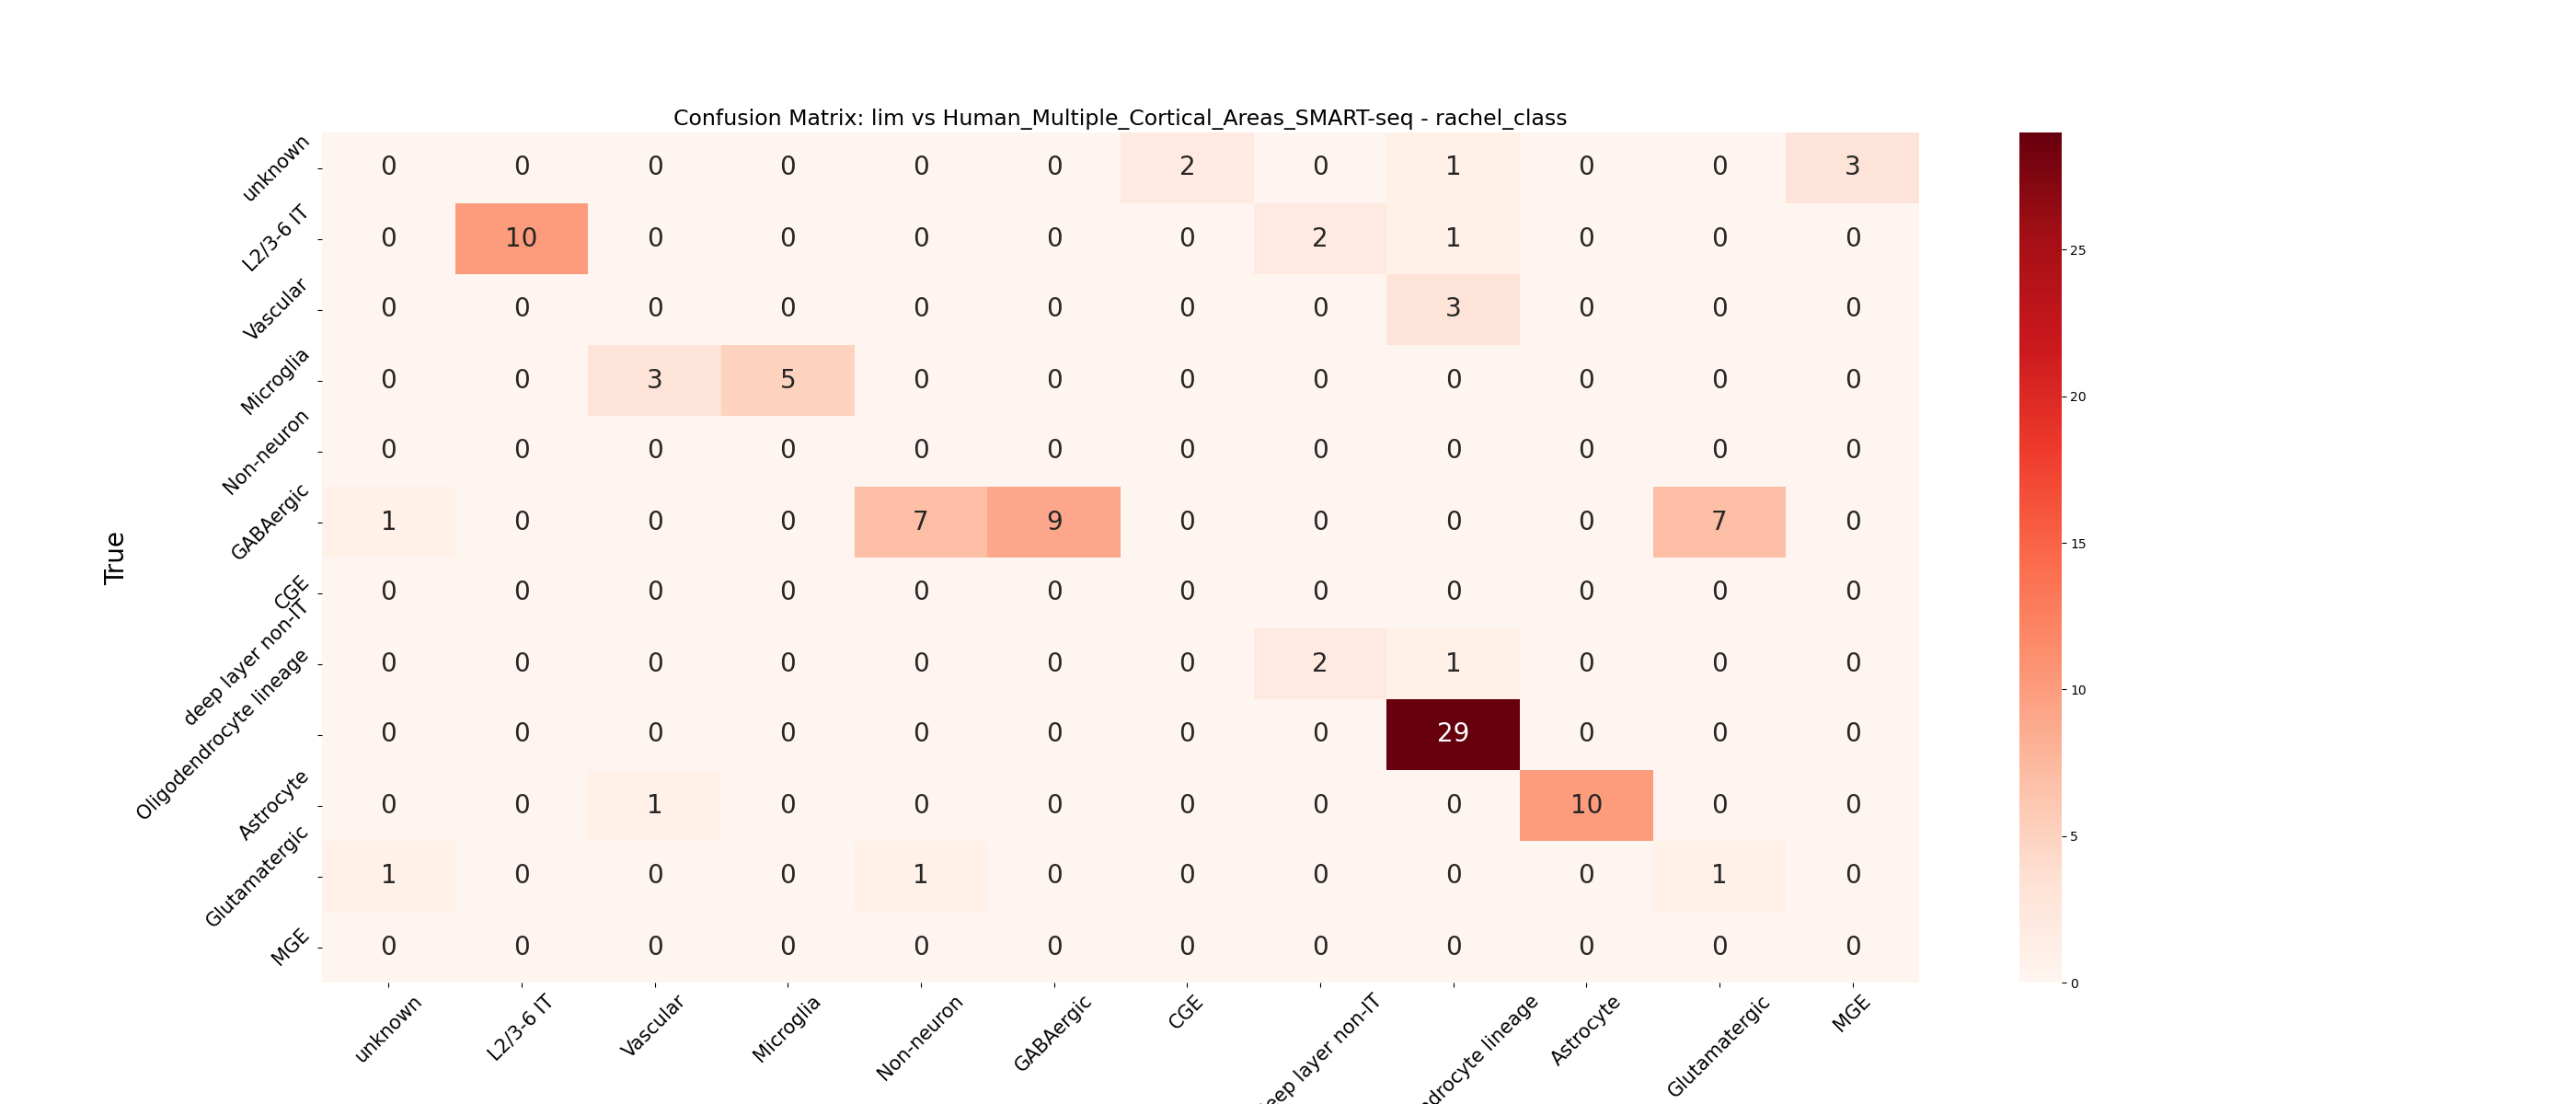 Confusion Matrix: lim vs Human_Multiple_Cortical_Areas_SMART-seq - rachel_class
True
unknown 0 0 0 0 0 0 2 0 1 0 0 3
L2/3-6 IT 0 10 0 0 0 0 0 2 1 0 0 0
Vascular 0 0 0 0 0 0 0 0 3 0 0 0
Microglia 0 0 3 5 0 0 0 0 0 0 0 0
Non-neuron 0 0 0 0 0 0 0 0 0 0 0 0
GABAergic 1 0 0 0 7 9 0 0 0 0 7 0
CGE 0 0 0 0 0 0 0 0 0 0 0 0
deep layer non-IT 0 0 0 0 0 0 0 2 1 0 0 0
Oligodendrocyte lineage 0 0 0 0 0 0 0 0 29 0 0 0
Astrocyte 0 0 1 0 0 0 0 0 0 10 0 0
Glutamatergic 1 0 0 0 1 0 0 0 0 0 1 0
MGE 0 0 0 0 0 0 0 0 0 0 0 0
unknown L2/3-6 IT Vascular Microglia Non-neuron GABAergic CGE eep layer non-IT drocyte lineage Astrocyte Glutamatergic MGE
25
20
15
10
5
0